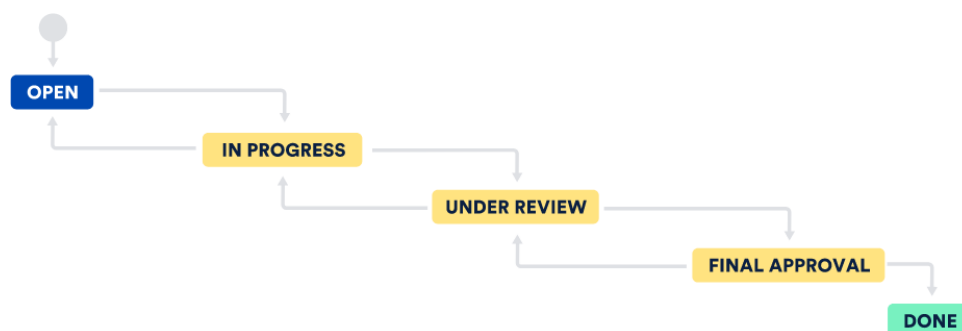 OPEN
IN PROGRESS
UNDER REVIEW
FINAL APPROVAL
DONE